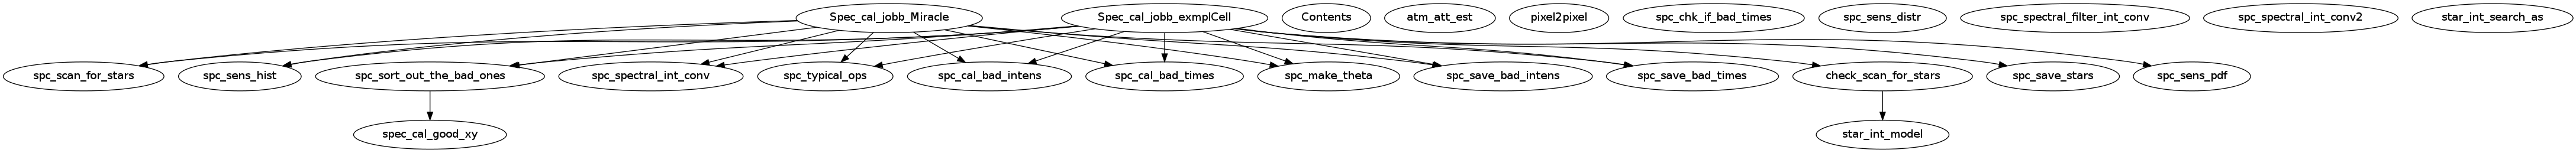 Spec_cal_jobb_Miracle
Spec_cal_jobb_exmplCell
Contents
atm_att_est
pixel2pixel
spc_chk_if_bad_times
spc_sens_distr
spc_spectral_filter_int_conv
spc_spectral_int_conv2
star_int_search_as
spc_scan_for_stars
spc_sens_hist
spc_sort_out_the_bad_ones
spc_spectral_int_conv
spc_typical_ops
spc_cal_bad_intens
spc_cal_bad_times
spc_make_theta
spc_save_bad_intens
spc_save_bad_times
check_scan_for_stars
spc_save_stars
spc_sens_pdf
spec_cal_good_xy
star_int_model